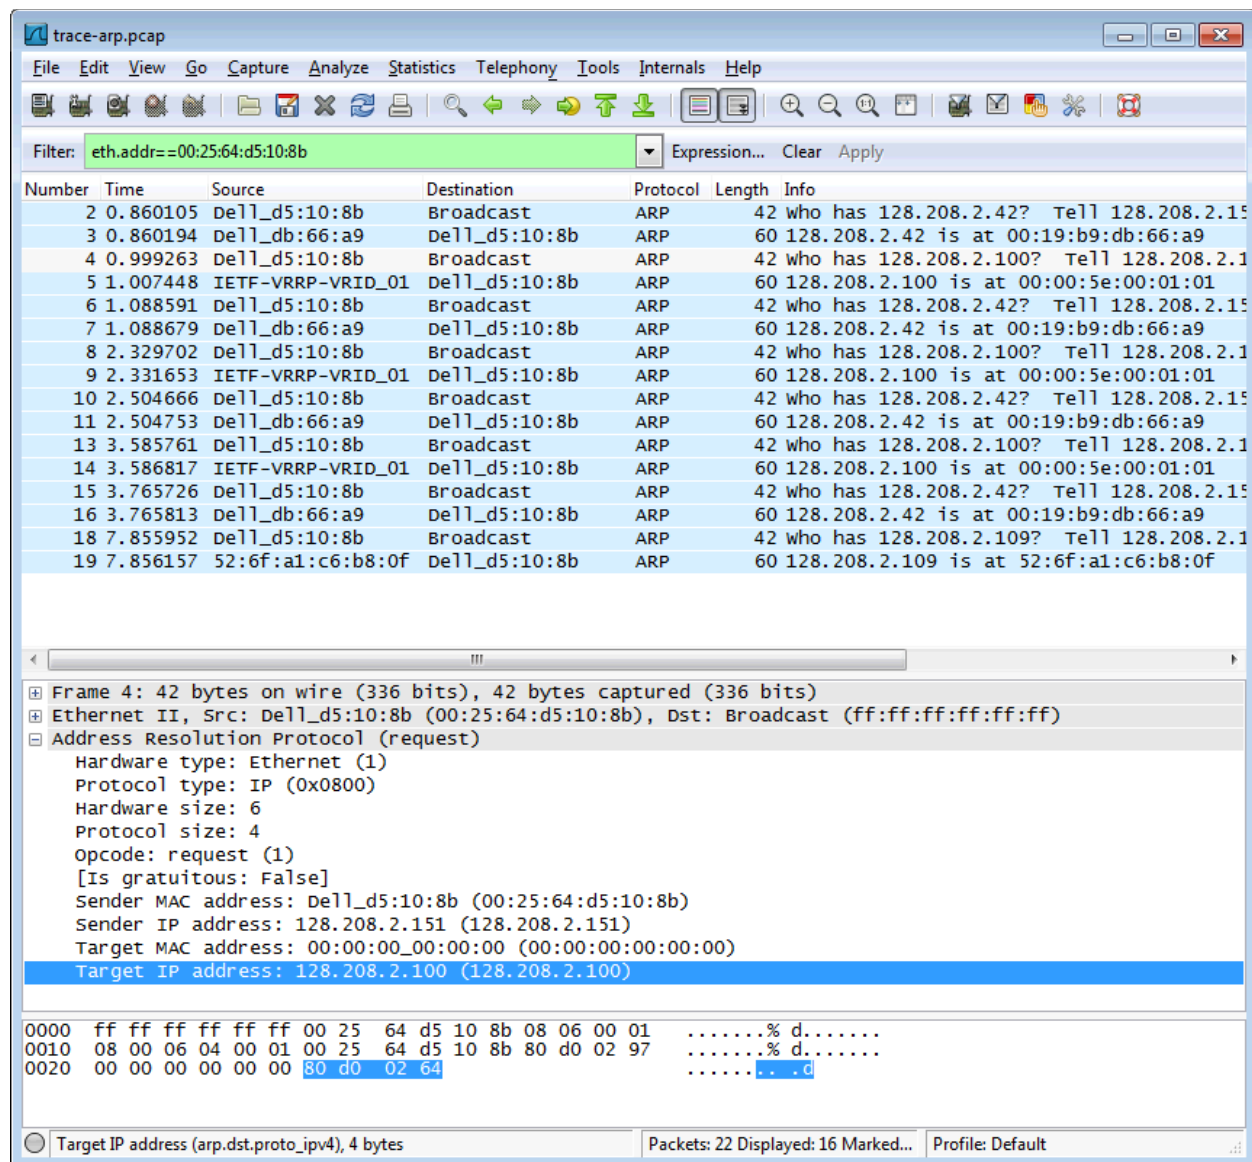 trace-arp.pcap
File Edit View Go Capture Analyze Statistics Telephony Tools Internals Help
Filter: eth.addr==00:25:64:d5:10:8b Expression... Clear Apply
Number Time Source Destination Protocol Length Info
2 0.860105 Dell_d5:10:8b Broadcast ARP 42 Who has 128.208.2.42? Tell 128.208.2.15
3 0.860194 Dell_db:66:a9 Dell_d5:10:8b ARP 60 128.208.2.42 is at 00:19:b9:db:66:a9
4 0.999263 Dell_d5:10:8b Broadcast ARP 42 Who has 128.208.2.100? Tell 128.208.2.1
5 1.007448 IETF-VRRP-VRID_01 Dell_d5:10:8b ARP 60 128.208.2.100 is at 00:00:5e:00:01:01
6 1.088591 Dell_d5:10:8b Broadcast ARP 42 Who has 128.208.2.42? Tell 128.208.2.15
7 1.088679 Dell_db:66:a9 Dell_d5:10:8b ARP 60 128.208.2.42 is at 00:19:b9:db:66:a9
8 2.329702 Dell_d5:10:8b Broadcast ARP 42 Who has 128.208.2.100? Tell 128.208.2.1
9 2.331653 IETF-VRRP-VRID_01 Dell_d5:10:8b ARP 60 128.208.2.100 is at 00:00:5e:00:01:01
10 2.504666 Dell_d5:10:8b Broadcast ARP 42 Who has 128.208.2.42? Tell 128.208.2.15
11 2.504753 Dell_db:66:a9 Dell_d5:10:8b ARP 60 128.208.2.42 is at 00:19:b9:db:66:a9
13 3.585761 Dell_d5:10:8b Broadcast ARP 42 Who has 128.208.2.100? Tell 128.208.2.1
14 3.586817 IETF-VRRP-VRID_01 Dell_d5:10:8b ARP 60 128.208.2.100 is at 00:00:5e:00:01:01
15 3.765726 Dell_d5:10:8b Broadcast ARP 42 Who has 128.208.2.42? Tell 128.208.2.15
16 3.765813 Dell_db:66:a9 Dell_d5:10:8b ARP 60 128.208.2.42 is at 00:19:b9:db:66:a9
18 7.855952 Dell_d5:10:8b Broadcast ARP 42 Who has 128.208.2.109? Tell 128.208.2.1
19 7.856157 52:6f:a1:c6:b8:0f Dell_d5:10:8b ARP 60 128.208.2.109 is at 52:6f:a1:c6:b8:0f
Frame 4: 42 bytes on wire (336 bits), 42 bytes captured (336 bits)
Ethernet II, Src: Dell_d5:10:8b (00:25:64:d5:10:8b), Dst: Broadcast (ff:ff:ff:ff:ff:ff)
Address Resolution Protocol (request)
Hardware type: Ethernet (1)
Protocol type: IP (0x0800)
Hardware size: 6
Protocol size: 4
Opcode: request (1)
[Is gratuitous: False]
Sender MAC address: Dell_d5:10:8b (00:25:64:d5:10:8b)
Sender IP address: 128.208.2.151 (128.208.2.151)
Target MAC address: 00:00:00_00:00:00 (00:00:00:00:00:00)
Target IP address: 128.208.2.100 (128.208.2.100)
0000 ff ff ff ff ff ff 00 25 64 d5 10 8b 08 06 00 01 .......% d.......
0010 08 00 06 04 00 01 00 25 64 d5 10 8b 80 d0 02 97 .......% d.......
0020 00 00 00 00 00 00 80 d0 02 64 ........ .d
Target IP address (arp.dst.proto_ipv4), 4 bytes Packets: 22 Displayed: 16 Marked... Profile: Default